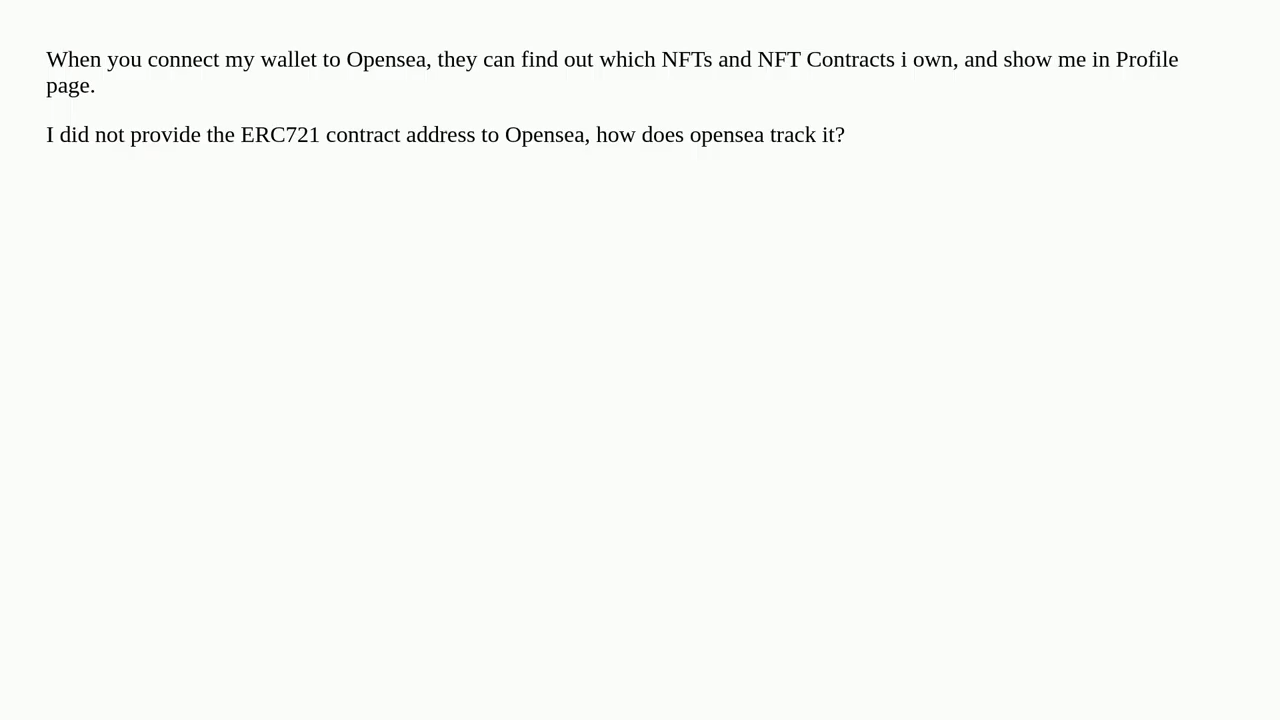 When you connect my wallet to Opensea, they can find out which NFTs and NFT Contracts i own, and show me in Profile
page.
I did not provide the ERC721 contract address to Opensea, how does opensea track it?